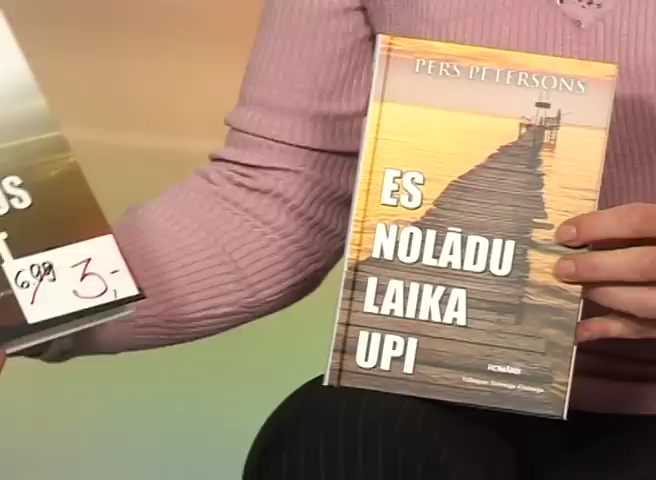 PERS PETERSONS
ES
NOLĀDU
LAIKA
UPI
ROMĀNS
6,99 3,-